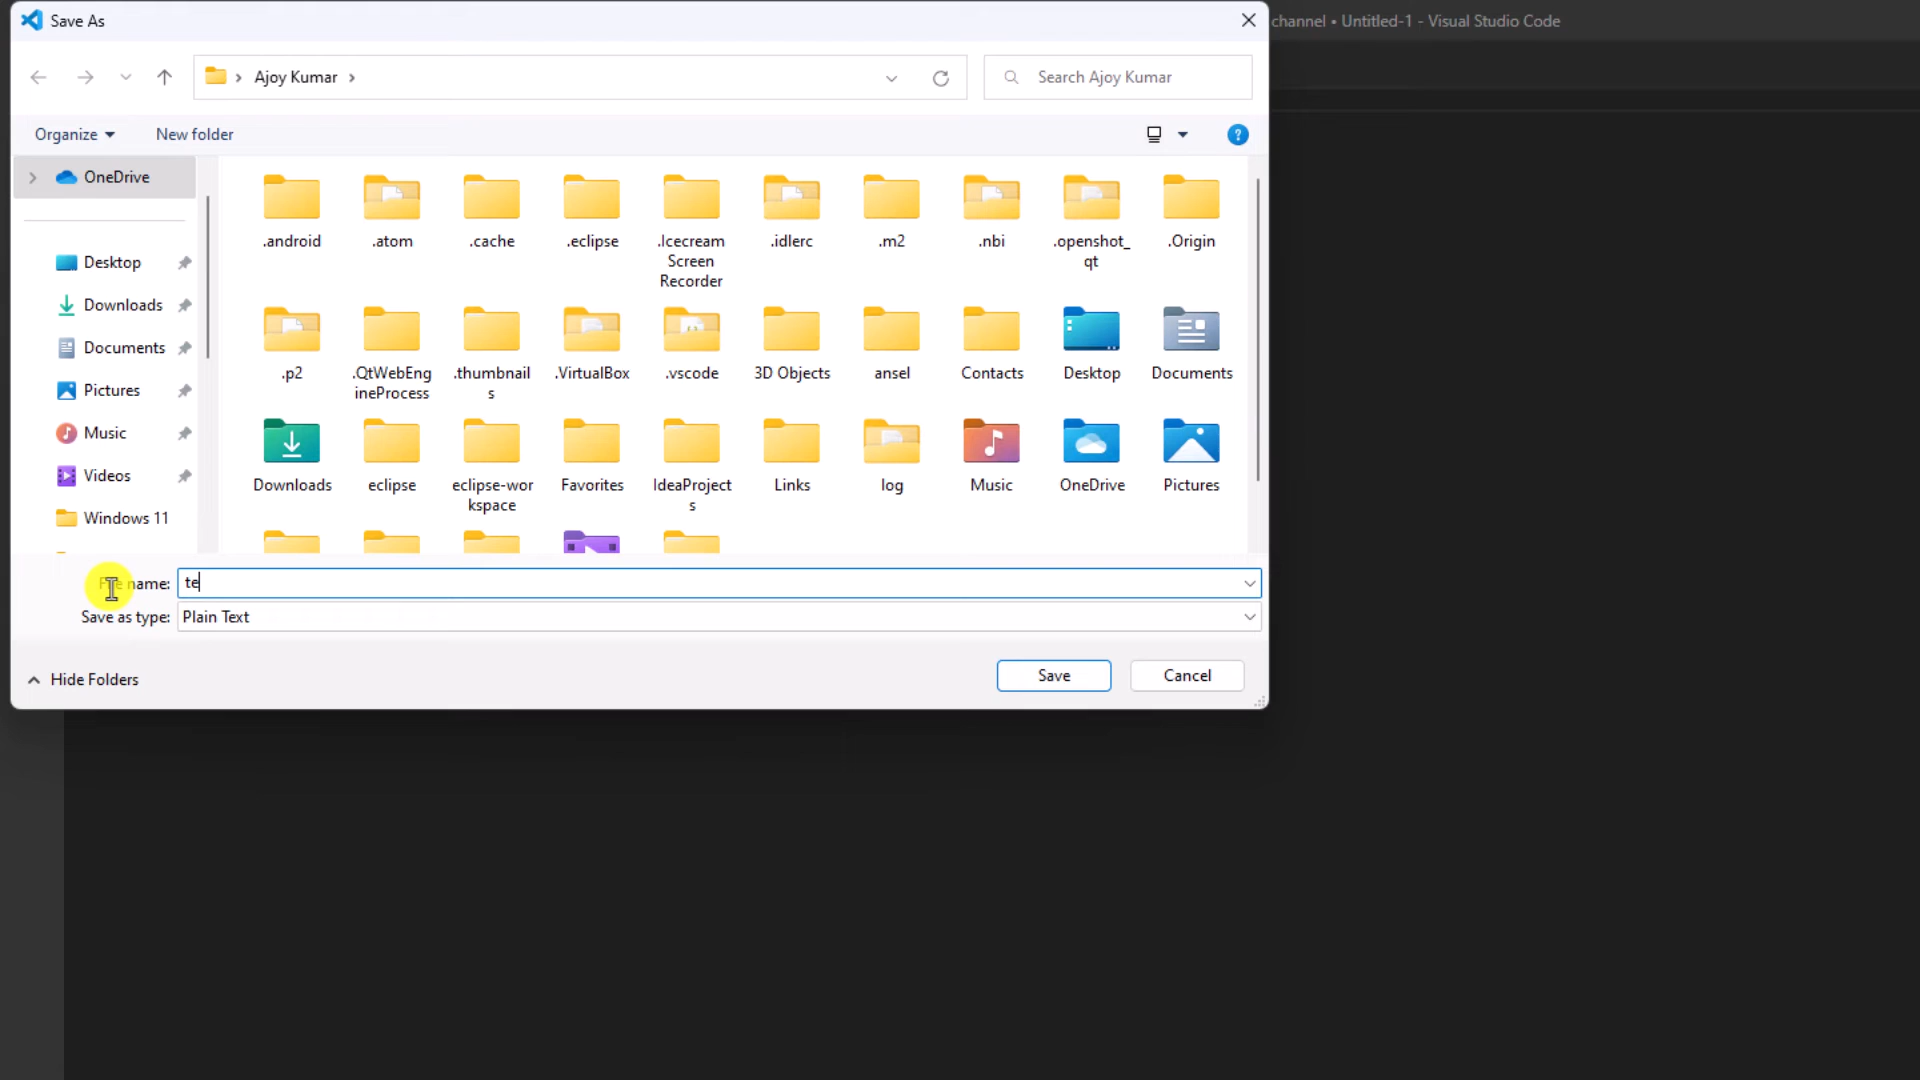 Save As
channel • Untitled-1 - Visual Studio Code
Ajoy Kumar
Search Ajoy Kumar
Organize
New folder
OneDrive
Desktop
Downloads
Documents
Pictures
Music
Videos
Windows 11
.android
.atom
.cache
.eclipse
.Icecream
Screen
Recorder
.idlerc
.m2
.nbi
.openshot_
qt
.Origin
.p2
.QtWebEng
ineProcess
.thumbnail
s
.VirtualBox
.vscode
3D Objects
ansel
Contacts
Desktop
Documents
Downloads
eclipse
eclipse-wor
kspace
Favorites
IdeaProject
s
Links
log
Music
OneDrive
Pictures
File name:
te
Save as type:
Plain Text
Hide Folders
Save
Cancel